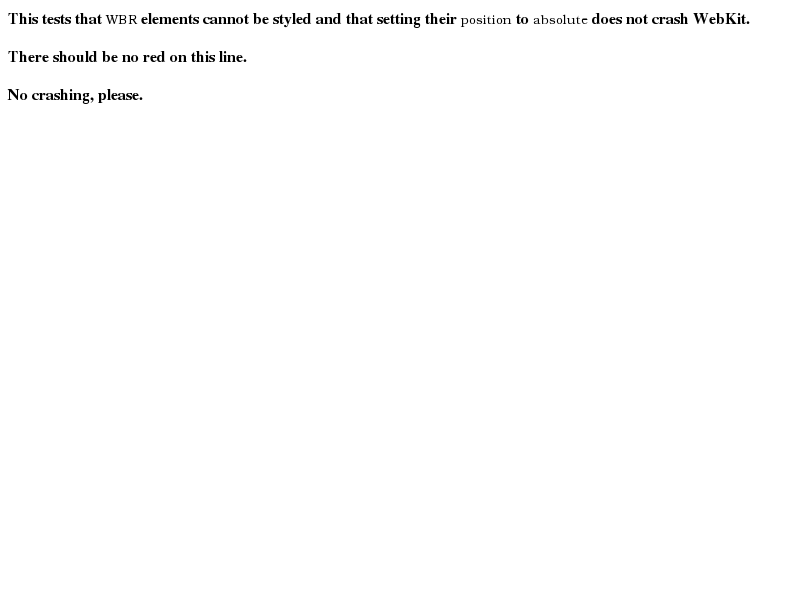 This tests that WBR elements cannot be styled and that setting their position to absolute does not crash WebKit.
There should be no red on this line.
No crashing, please.